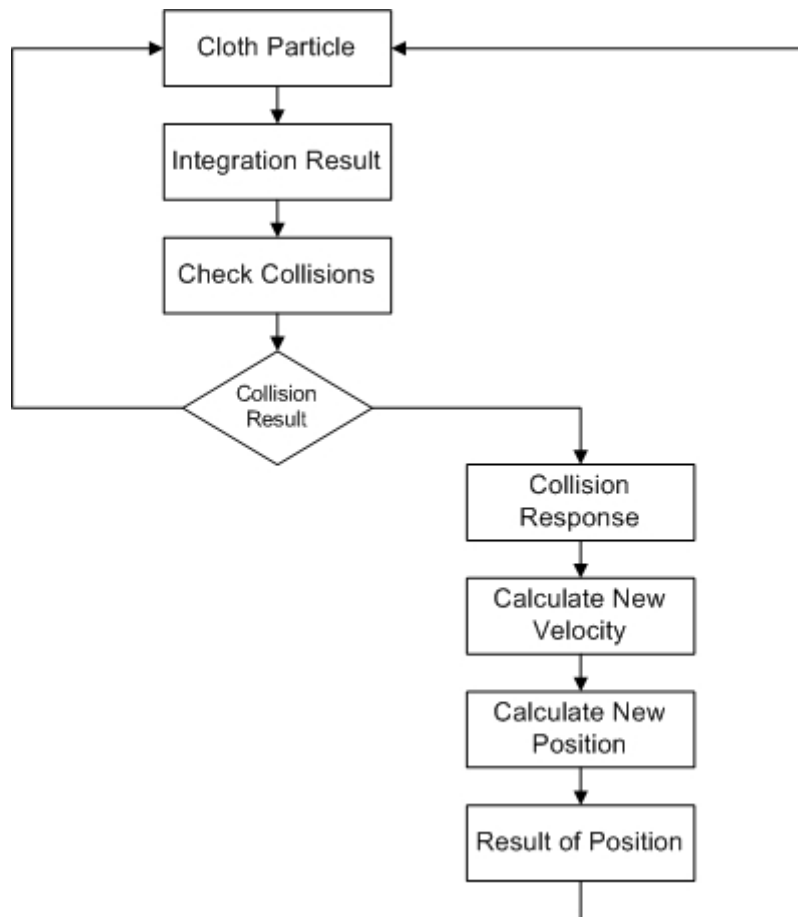 Cloth Particle
Integration Result
Check Collisions
Collision
Result
Collision
Response
Calculate New
Velocity
Calculate New
Position
Result of Position